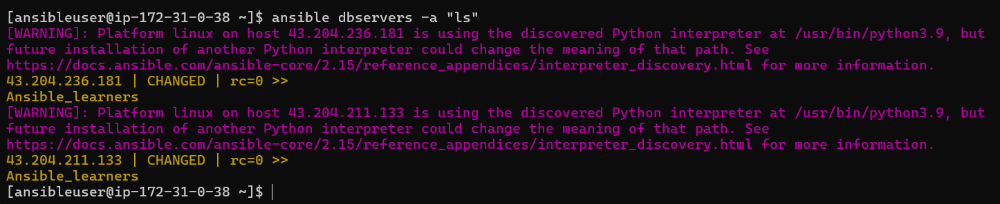 [ansibleuser@ip-172-31-0-38 ~]$ ansible dbservers -a "ls"
[WARNING]: Platform linux on host 43.204.236.181 is using the discovered Python interpreter at /usr/bin/python3.9, but
future installation of another Python interpreter could change the meaning of that path. See
https://docs.ansible.com/ansible-core/2.15/reference_appendices/interpreter_discovery.html for more information.
43.204.236.181 | CHANGED | rc=0 >>
Ansible_learners
[WARNING]: Platform linux on host 43.204.211.133 is using the discovered Python interpreter at /usr/bin/python3.9, but
future installation of another Python interpreter could change the meaning of that path. See
https://docs.ansible.com/ansible-core/2.15/reference_appendices/interpreter_discovery.html for more information.
43.204.211.133 | CHANGED | rc=0 >>
Ansible_learners
[ansibleuser@ip-172-31-0-38 ~]$